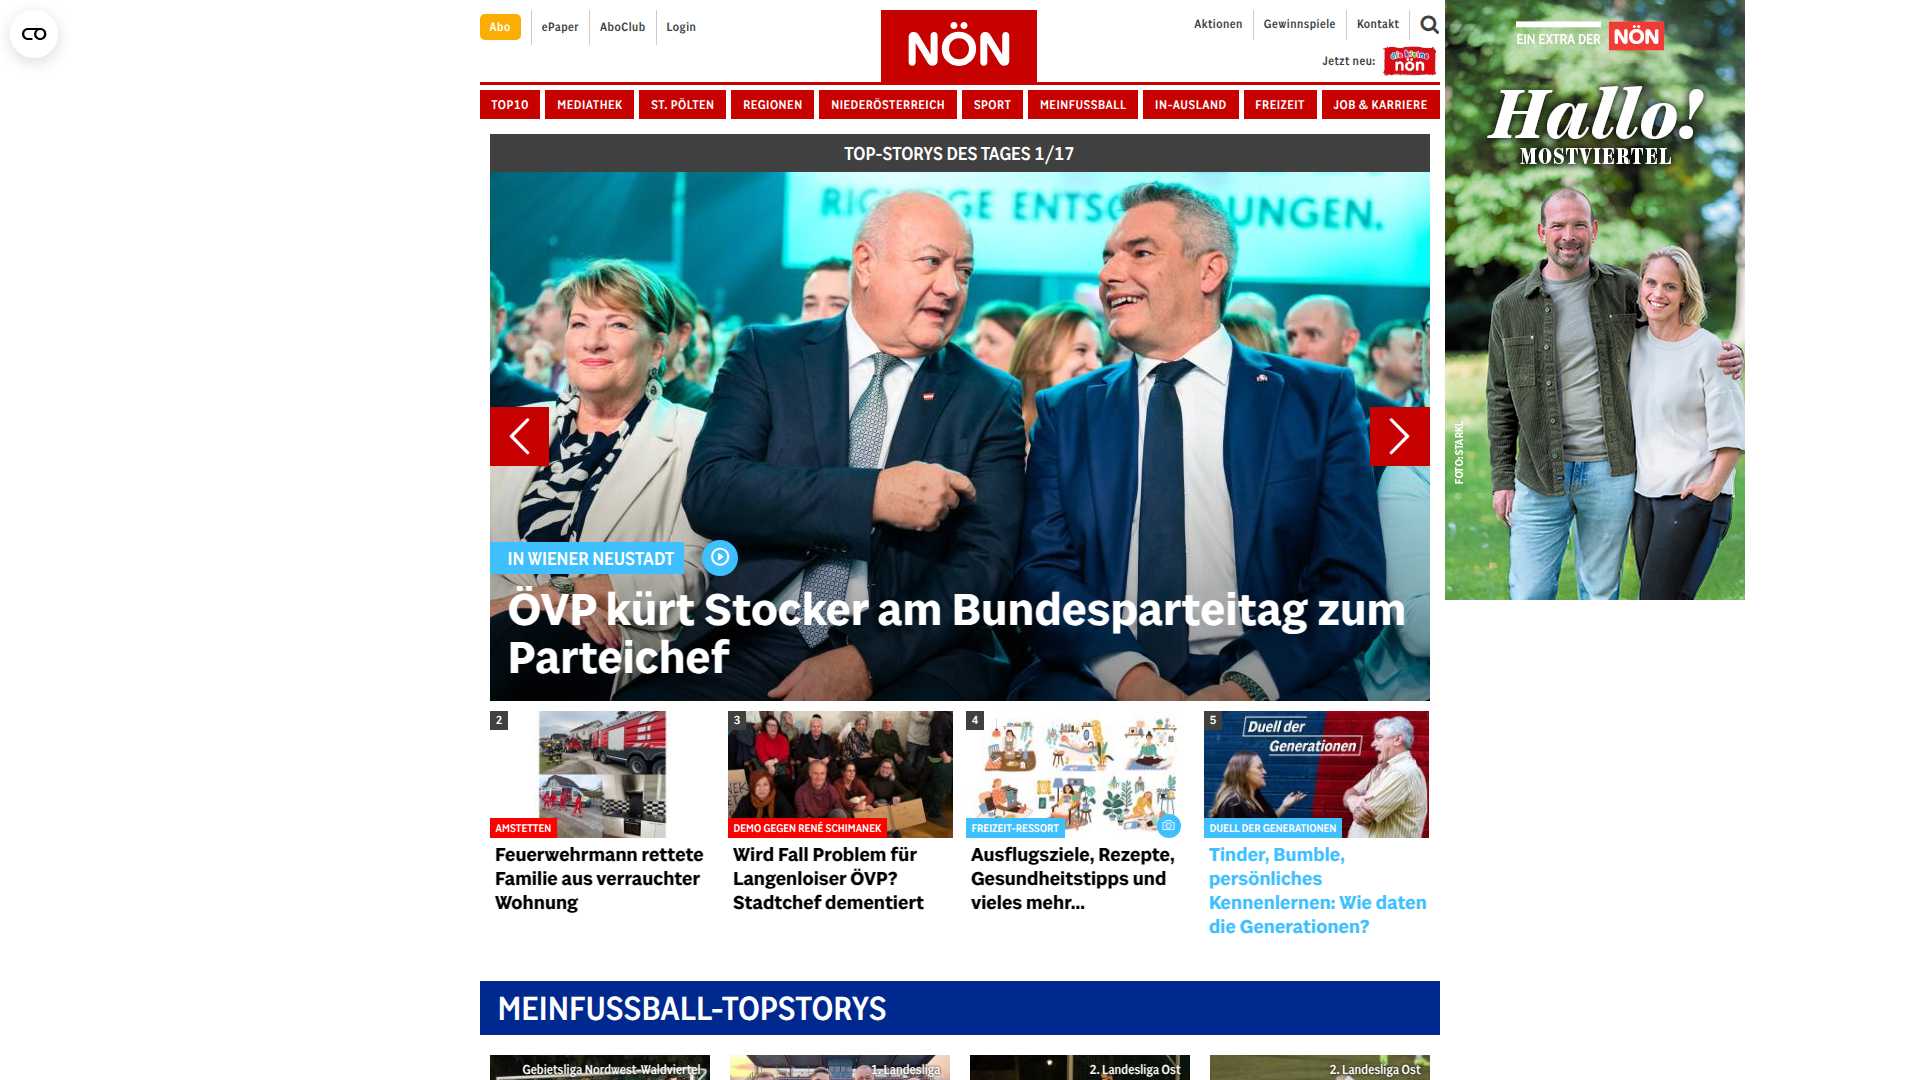 Abo
ePaper
AboClub
Login
NÖN
Aktionen
Gewinnspiele
Kontakt
Jetzt neu:
die kleine
nön
TOP10
MEDIATHEK
ST. PÖLTEN
REGIONEN
NIEDERÖSTERREICH
SPORT
MEINFUSSBALL
IN-AUSLAND
FREIZEIT
JOB & KARRIERE
EIN EXTRA DER NÖN
Hallo!
MOSTVIERTEL
FOTO: STARKL
TOP-STORYS DES TAGES 1/17
IN WIENER NEUSTADT
ÖVP kürt Stocker am Bundesparteitag zum
Parteichef
2
AMSTETTEN
Feuerwehrmann rettete
Familie aus verrauchter
Wohnung
3
DEMO GEGEN RENÉ SCHIMANEK
Wird Fall Problem für
Langenloiser ÖVP?
Stadtchef dementiert
4
FREIZEIT-RESSORT
Ausflugsziele, Rezepte,
Gesundheitstipps und
vieles mehr...
5
Duell der
Generationen
DUELL DER GENERATIONEN
Tinder, Bumble,
persönliches
Kennenlernen: Wie daten
die Generationen?
MEINFUSSBALL-TOPSTORYS
Gebietsliga Nordwest-Waldviertel
1. Landesliga
2. Landesliga Ost
2. Landesliga Ost